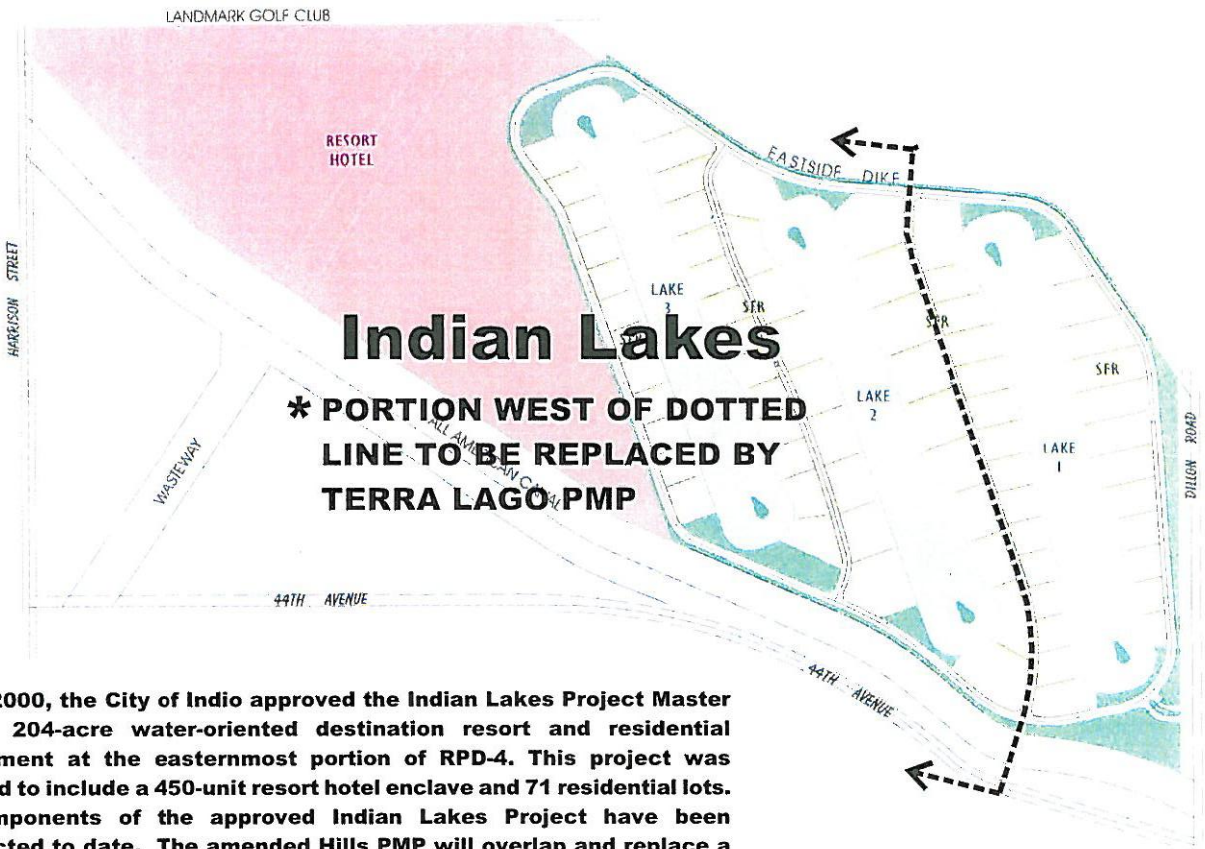 LANDMARK GOLF CLUB
RESORT
HOTEL
EASTSIDE DIKE
HARRISON STREET
LAKE
3
SFR
SFR
SFR
SFR
Indian Lakes
LAKE
2
* PORTION WEST OF DOTTED
LINE TO BE REPLACED BY
TERRA LAGO PMP
ALL AMERICAN CANAL
WASTEWAY
LAKE
1
DILLON ROAD
44TH AVENUE
44TH AVENUE
2000, the City of Indio approved the Indian Lakes Project Master
204-acre water-oriented destination resort and residential
ment at the easternmost portion of RPD-4. This project was
d to include a 450-unit resort hotel enclave and 71 residential lots.
mponents of the approved Indian Lakes Project have been
cted to date. The amended Hills PMP will overlap and replace a